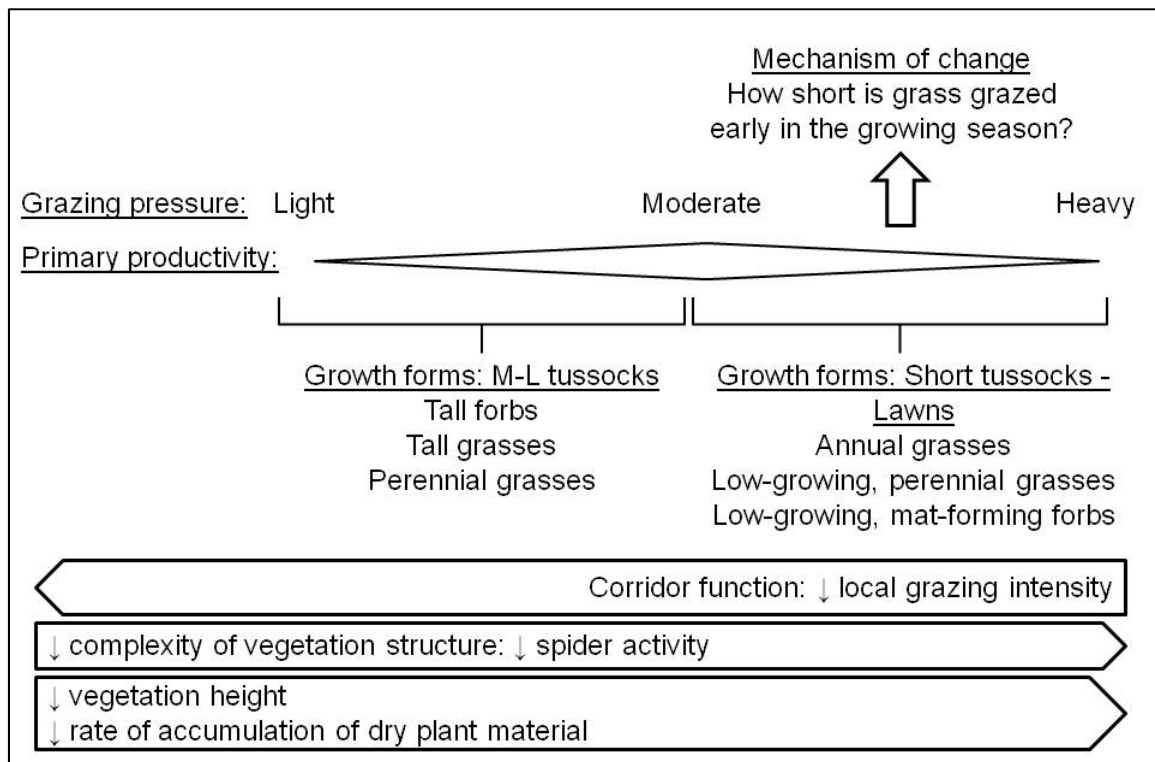 Mechanism of change
How short is grass grazed
early in the growing season?
Grazing pressure: Light Moderate Heavy
Primary productivity:
Growth forms: M-L tussocks
Tall forbs
Tall grasses
Perennial grasses
Growth forms: Short tussocks -
Lawns
Annual grasses
Low-growing, perennial grasses
Low-growing, mat-forming forbs
Corridor function: ↓ local grazing intensity
↓ complexity of vegetation structure: ↓ spider activity
↓ vegetation height
↓ rate of accumulation of dry plant material